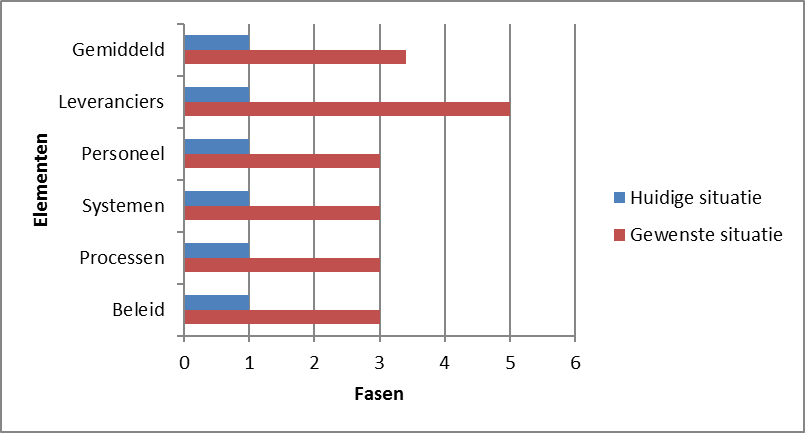 Elementen
Gemiddeld
Leveranciers
Personeel
Systemen
Processen
Beleid
0 1 2 3 4 5 6
Fasen
Huidige situatie
Gewenste situatie